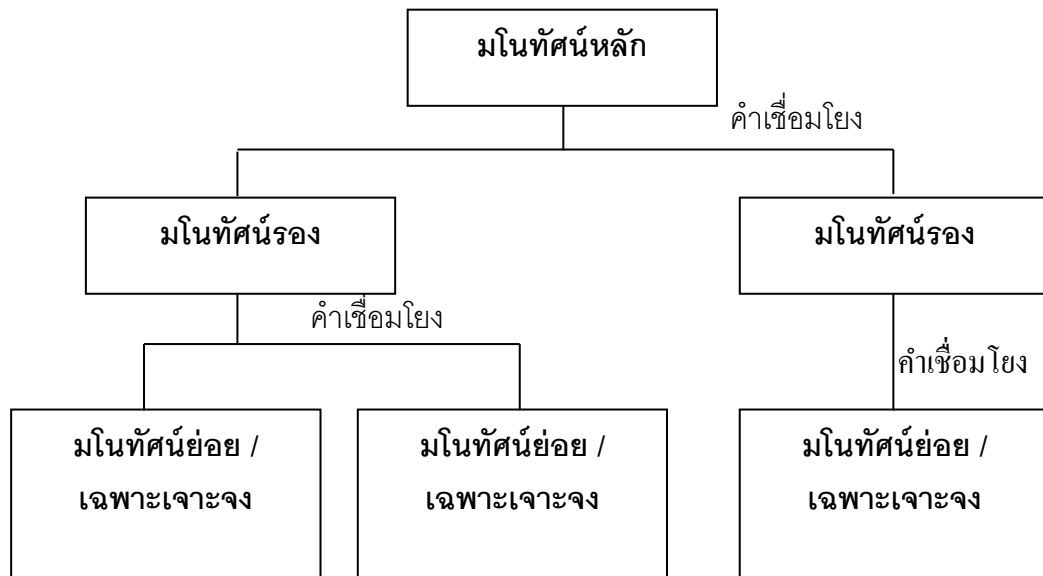 มโนทัศน์หลัก
คำเชื่อมโยง
มโนทัศน์รอง
มโนทัศน์รอง
คำเชื่อมโยง
คำเชื่อมโยง
มโนทัศน์ย่อย /
เฉพาะเจาะจง
มโนทัศน์ย่อย /
เฉพาะเจาะจง
มโนทัศน์ย่อย /
เฉพาะเจาะจง